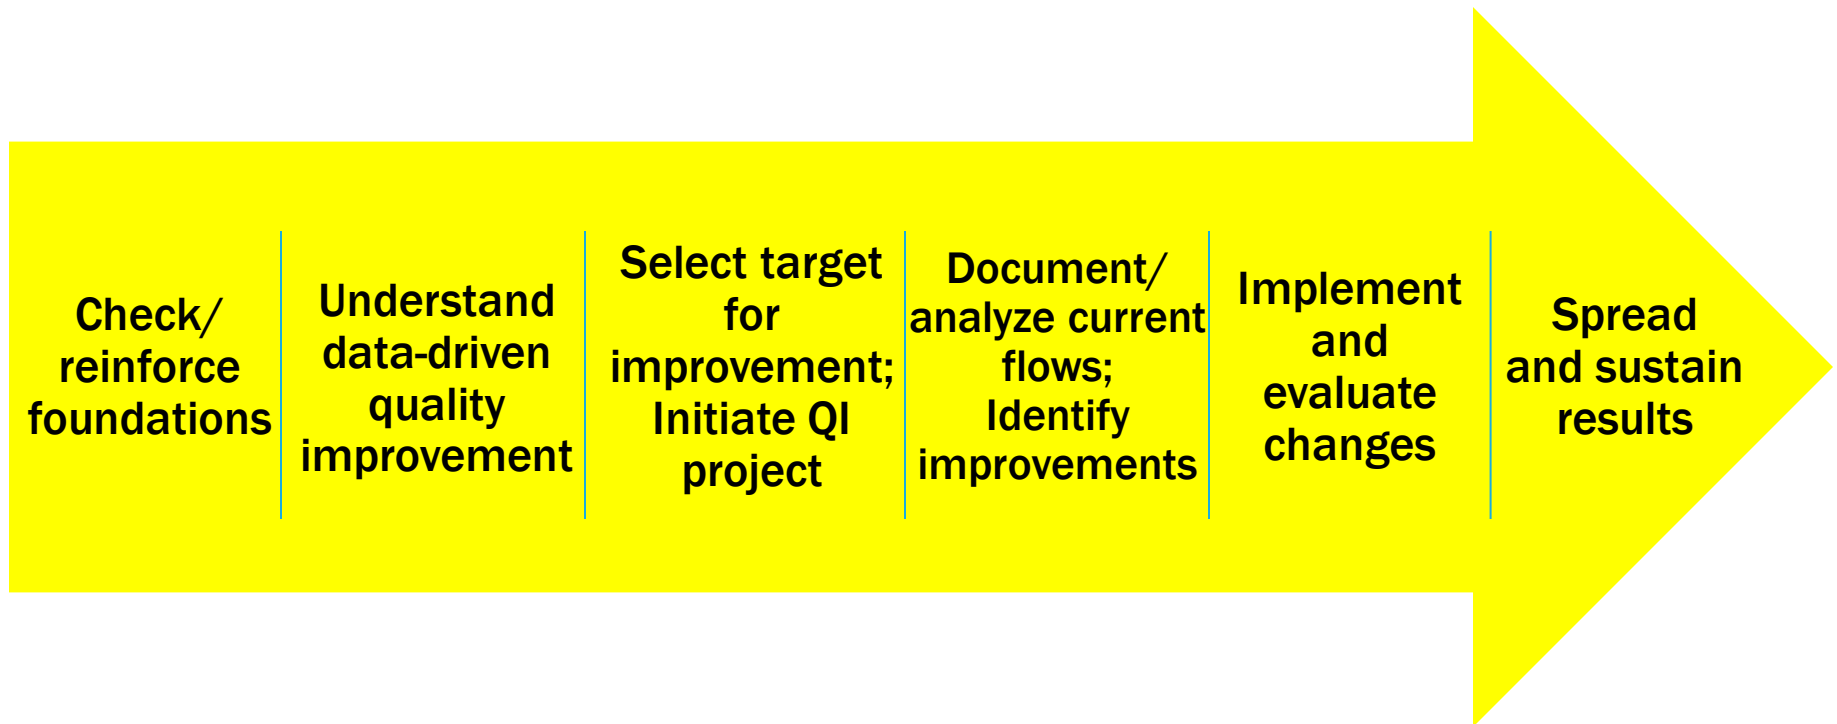 Check/
reinforce
foundations
Understand
data-driven
quality
improvement
Select target
for
improvement;
Initiate QI
project
Document/
analyze current
flows;
Identify
improvements
Implement
and
evaluate
changes
Spread
and sustain
results